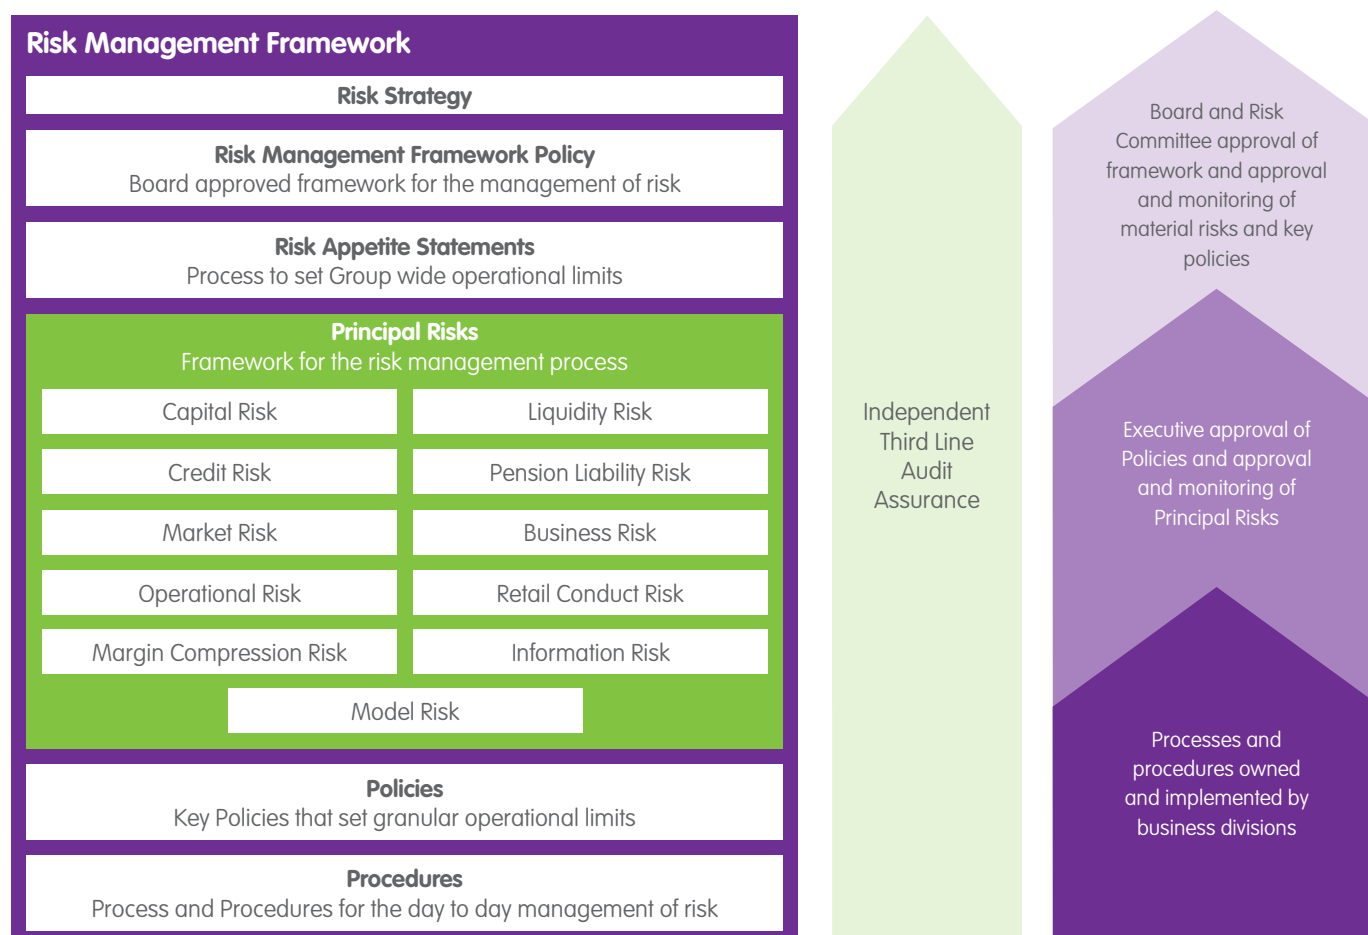 Risk Management Framework
Risk Strategy
Risk Management Framework Policy
Board approved framework for the management of risk
Risk Appetite Statements
Process to set Group wide operational limits
Principal Risks
Framework for the risk management process
Capital Risk
Liquidity Risk
Credit Risk
Pension Liability Risk
Market Risk
Business Risk
Operational Risk
Retail Conduct Risk
Margin Compression Risk
Information Risk
Model Risk
Policies
Key Policies that set granular operational limits
Procedures
Process and Procedures for the day to day management of risk
Independent
Third Line
Audit
Assurance
Board and Risk
Committee approval of
framework and approval
and monitoring of
material risks and key
policies
Executive approval of
Policies and approval
and monitoring of
Principal Risks
Processes and
procedures owned
and implemented by
business divisions